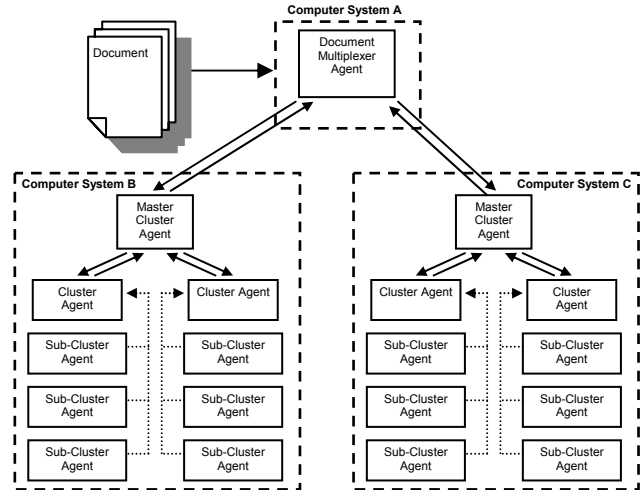 Computer System A
Document
Document
Multiplexer
Agent
Computer System B
Master
Cluster
Agent
Cluster
Agent
Cluster Agent
Sub-Cluster
Agent
Sub-Cluster
Agent
Sub-Cluster
Agent
Sub-Cluster
Agent
Sub-Cluster
Agent
Sub-Cluster
Agent
Computer System C
Master
Cluster
Agent
Cluster Agent
Cluster
Agent
Sub-Cluster
Agent
Sub-Cluster
Agent
Sub-Cluster
Agent
Sub-Cluster
Agent
Sub-Cluster
Agent
Sub-Cluster
Agent